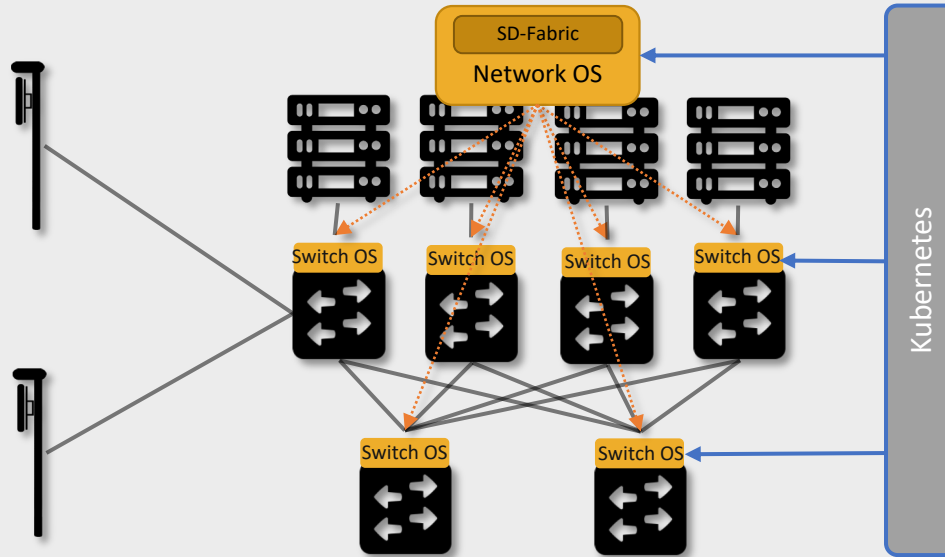 SD-Fabric
Network OS
Switch OS
Switch OS
Switch OS
Switch OS
Switch OS
Switch OS
Kubernetes